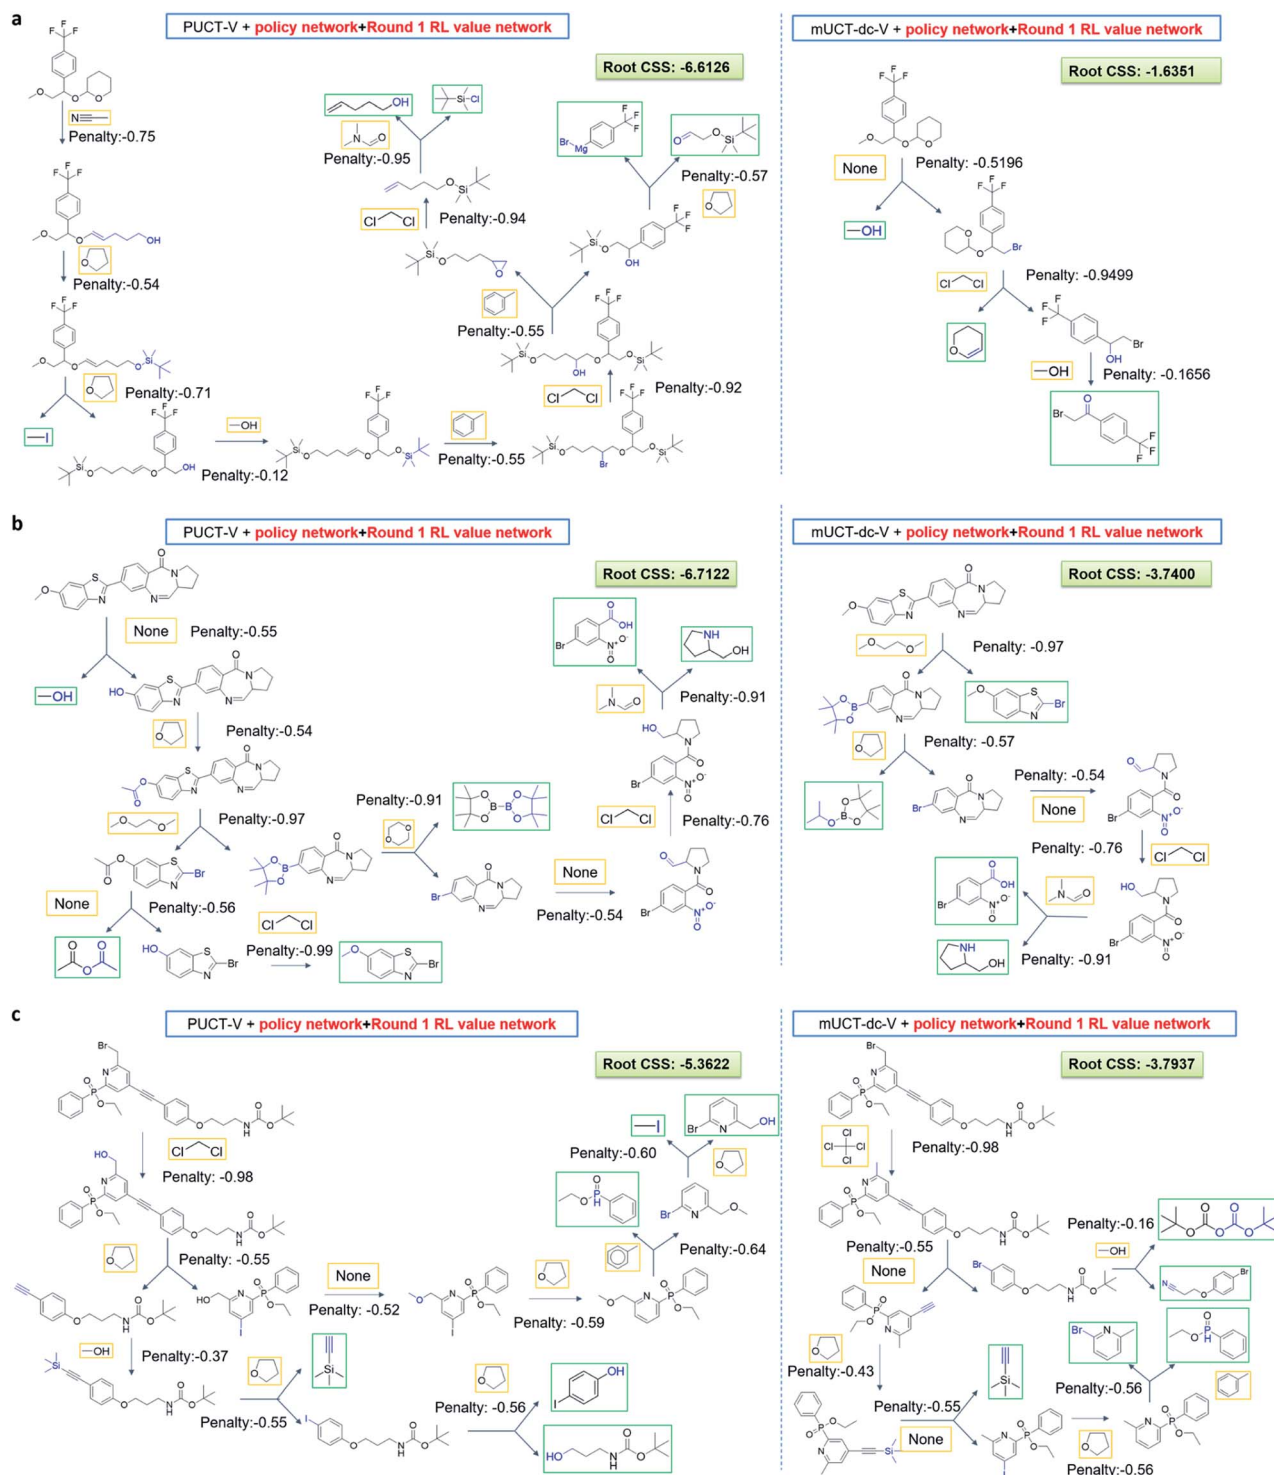 a
PUCT-V + policy network+Round 1 RL value network
Root CSS: -6.6126
Penalty:-0.75
Penalty:-0.54
Penalty:-0.71
Penalty:-0.12
Penalty:-0.55
Penalty:-0.92
Penalty:-0.55
Penalty:-0.94
Penalty:-0.95
Penalty:-0.57
mUCT-dc-V + policy network+Round 1 RL value network
Root CSS: -1.6351
None
Penalty: -0.5196
Penalty: -0.9499
Penalty: -0.1656
b
PUCT-V + policy network+Round 1 RL value network
Root CSS: -6.7122
None
Penalty:-0.55
Penalty: -0.54
Penalty: -0.97
None
Penalty: -0.56
Penalty: -0.99
Penalty:-0.91
None
Penalty: -0.54
Penalty: -0.76
Penalty: -0.91
mUCT-dc-V + policy network+Round 1 RL value network
Root CSS: -3.7400
Penalty: -0.97
Penalty: -0.57
Penalty: -0.54
None
Penalty: -0.76
Penalty: -0.91
c
PUCT-V + policy network+Round 1 RL value network
Root CSS: -5.3622
Penalty: -0.98
Penalty: -0.55
None
Penalty: -0.52
Penalty: -0.59
Penalty: -0.64
Penalty:-0.60
Penalty:-0.37
Penalty: -0.55
Penalty: -0.56
mUCT-dc-V + policy network+Round 1 RL value network
Root CSS: -3.7937
Penalty: -0.98
Penalty: -0.55
None
Penalty:-0.16
Penalty: -0.43
Penalty: -0.55
None
Penalty: -0.56
Penalty: -0.56